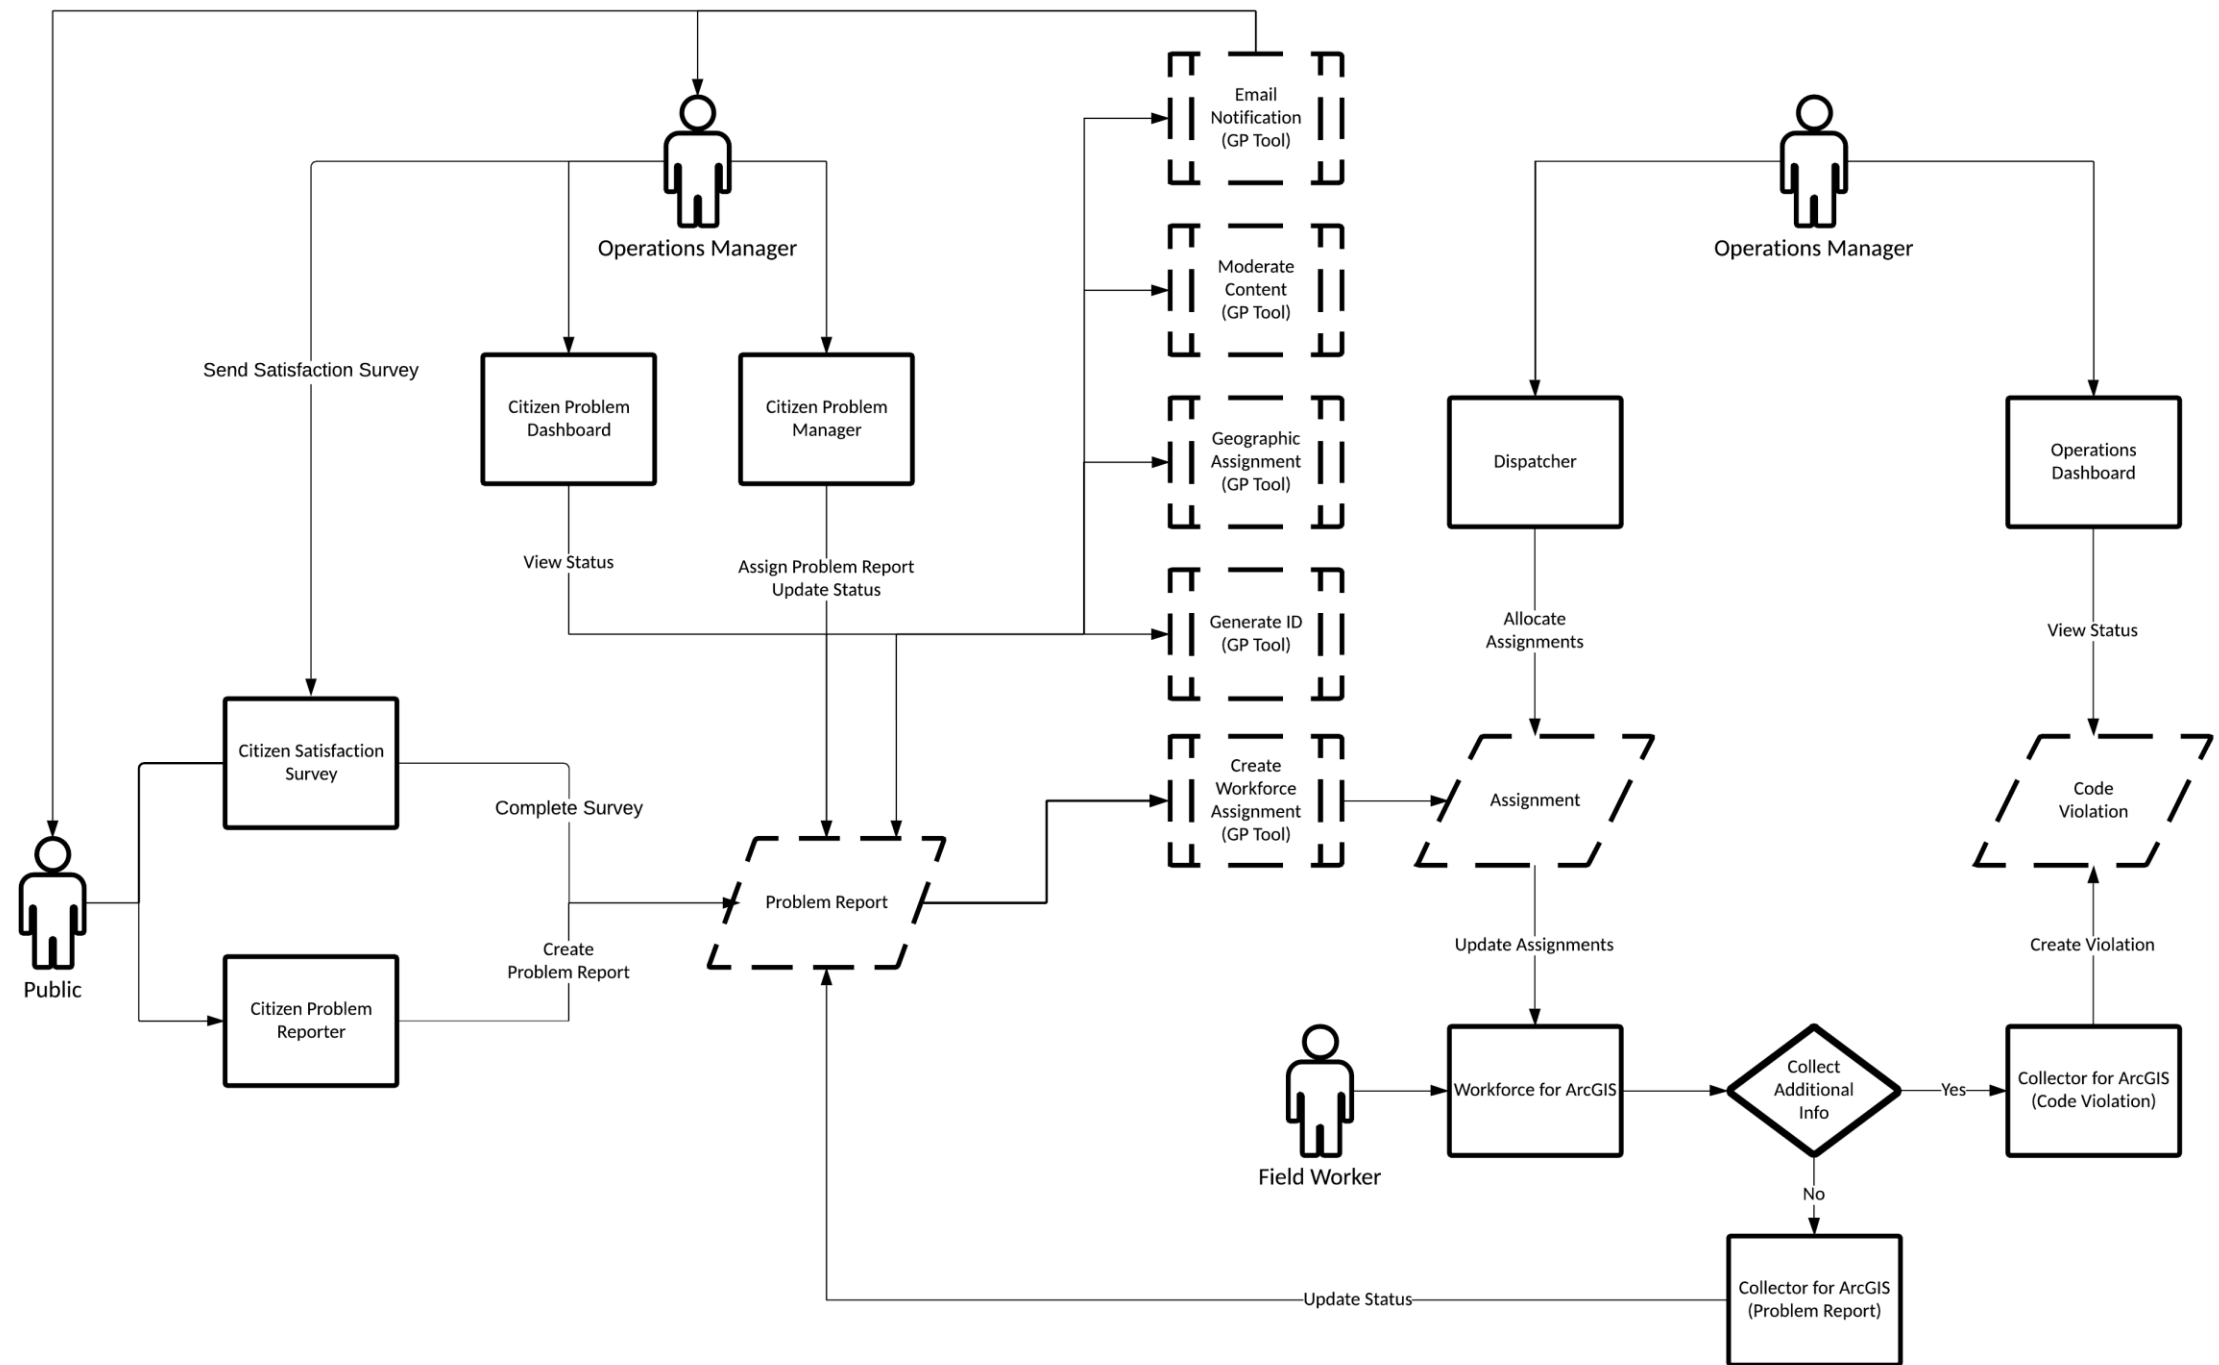 Email
Notification
(GP Tool)
Operations Manager
Operations Manager
Moderate
Content
(GP Tool)
Send Satisfaction Survey
Citizen Problem
Dashboard
Citizen Problem
Manager
Geographic
Assignment
(GP Tool)
Dispatcher
Operations
Dashboard
View Status
Assign Problem Report
Update Status
Generate ID
(GP Tool)
Allocate
Assignments
View Status
Citizen Satisfaction
Survey
Complete Survey
Create
Workforce
Assignment
(GP Tool)
Assignment
Code
Violation
Problem Report
Public
Create
Problem Report
Update Assignments
Create Violation
Citizen Problem
Reporter
Field Worker
Workforce for ArcGIS
Collect
Additional
Info
Yes
Collector for ArcGIS
(Code Violation)
No
Update Status
Collector for ArcGIS
(Problem Report)